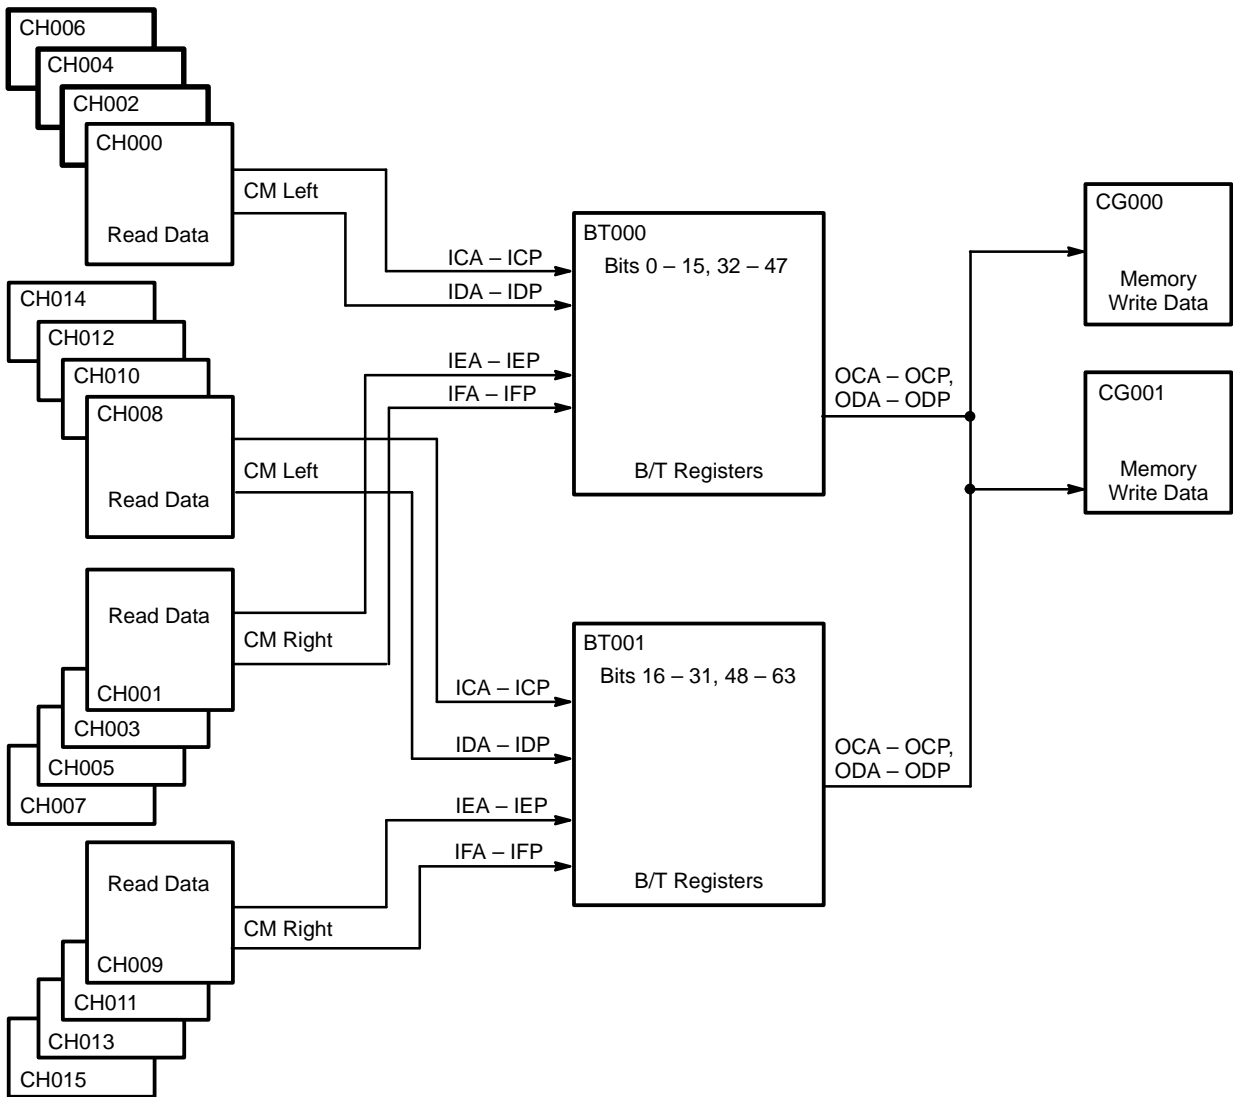 CH006
CH004
CH002
CH000
Read Data
CM Left
ICA – ICP
IDA – IDP
CH014
CH012
CH010
CH008
Read Data
CM Left
IEA – IEP
IFA – IFP
BT000
Bits 0 – 15, 32 – 47
B/T Registers
OCA – OCP,
ODA – ODP
CG000
Memory
Write Data
CG001
Memory
Write Data
Read Data
CM Right
CH001
CH003
CH005
CH007
ICA – ICP
IDA – IDP
IEA – IEP
IFA – IFP
BT001
Bits 16 – 31, 48 – 63
B/T Registers
OCA – OCP,
ODA – ODP
Read Data
CM Right
CH009
CH011
CH013
CH015